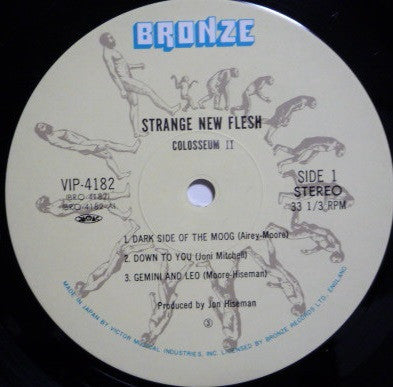 BRONZE
STRANGE NEW FLESH
COLOSSEUM II
VIP-4182
(BRO-4182)
SIDE 1
STEREO
33 1/3 RPM
1. DARK SIDE OF THE MOOG (Airey-Moore)
2. DOWN TO YOU (Joni Mitchell)
3. GEMINI AND LEO (Moore-Hiseman)
Produced by Jon Hiseman
MADE IN JAPAN BY VICTOR MUSICAL INDUSTRIES, INC. LICENSED BY BRONZE RECORDS LTD., ENGLAND